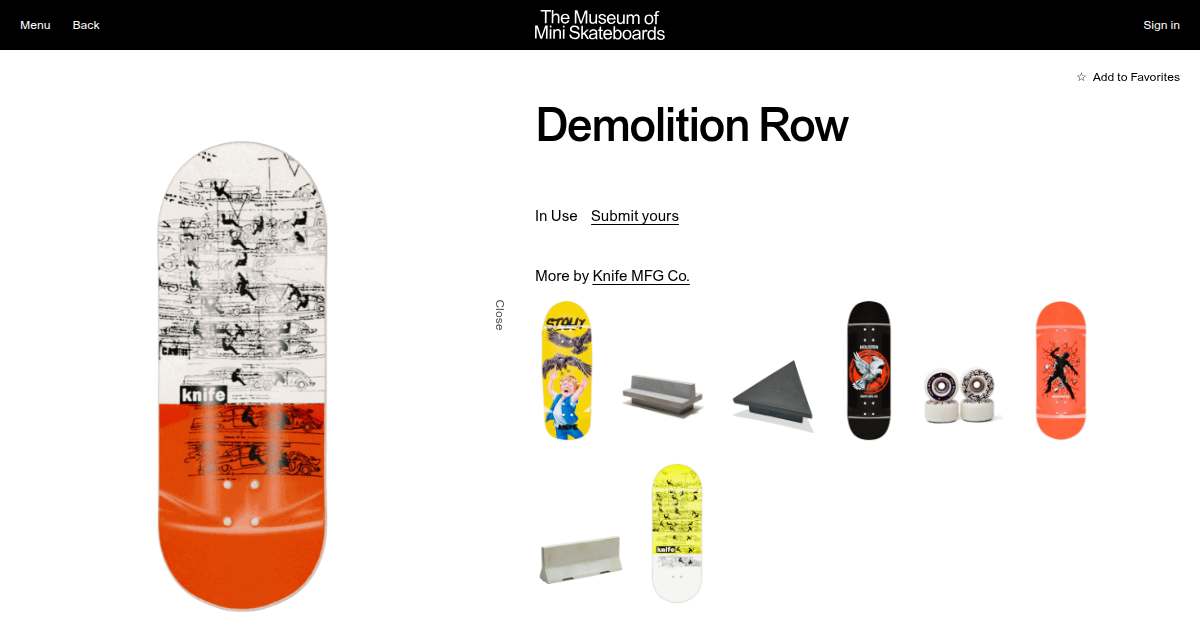 Menu
Back
The Museum of
Mini Skateboards
Sign in
☆ Add to Favorites
Demolition Row
In Use Submit yours
More by Knife MFG Co.
Close
knife
STOLLY
knife